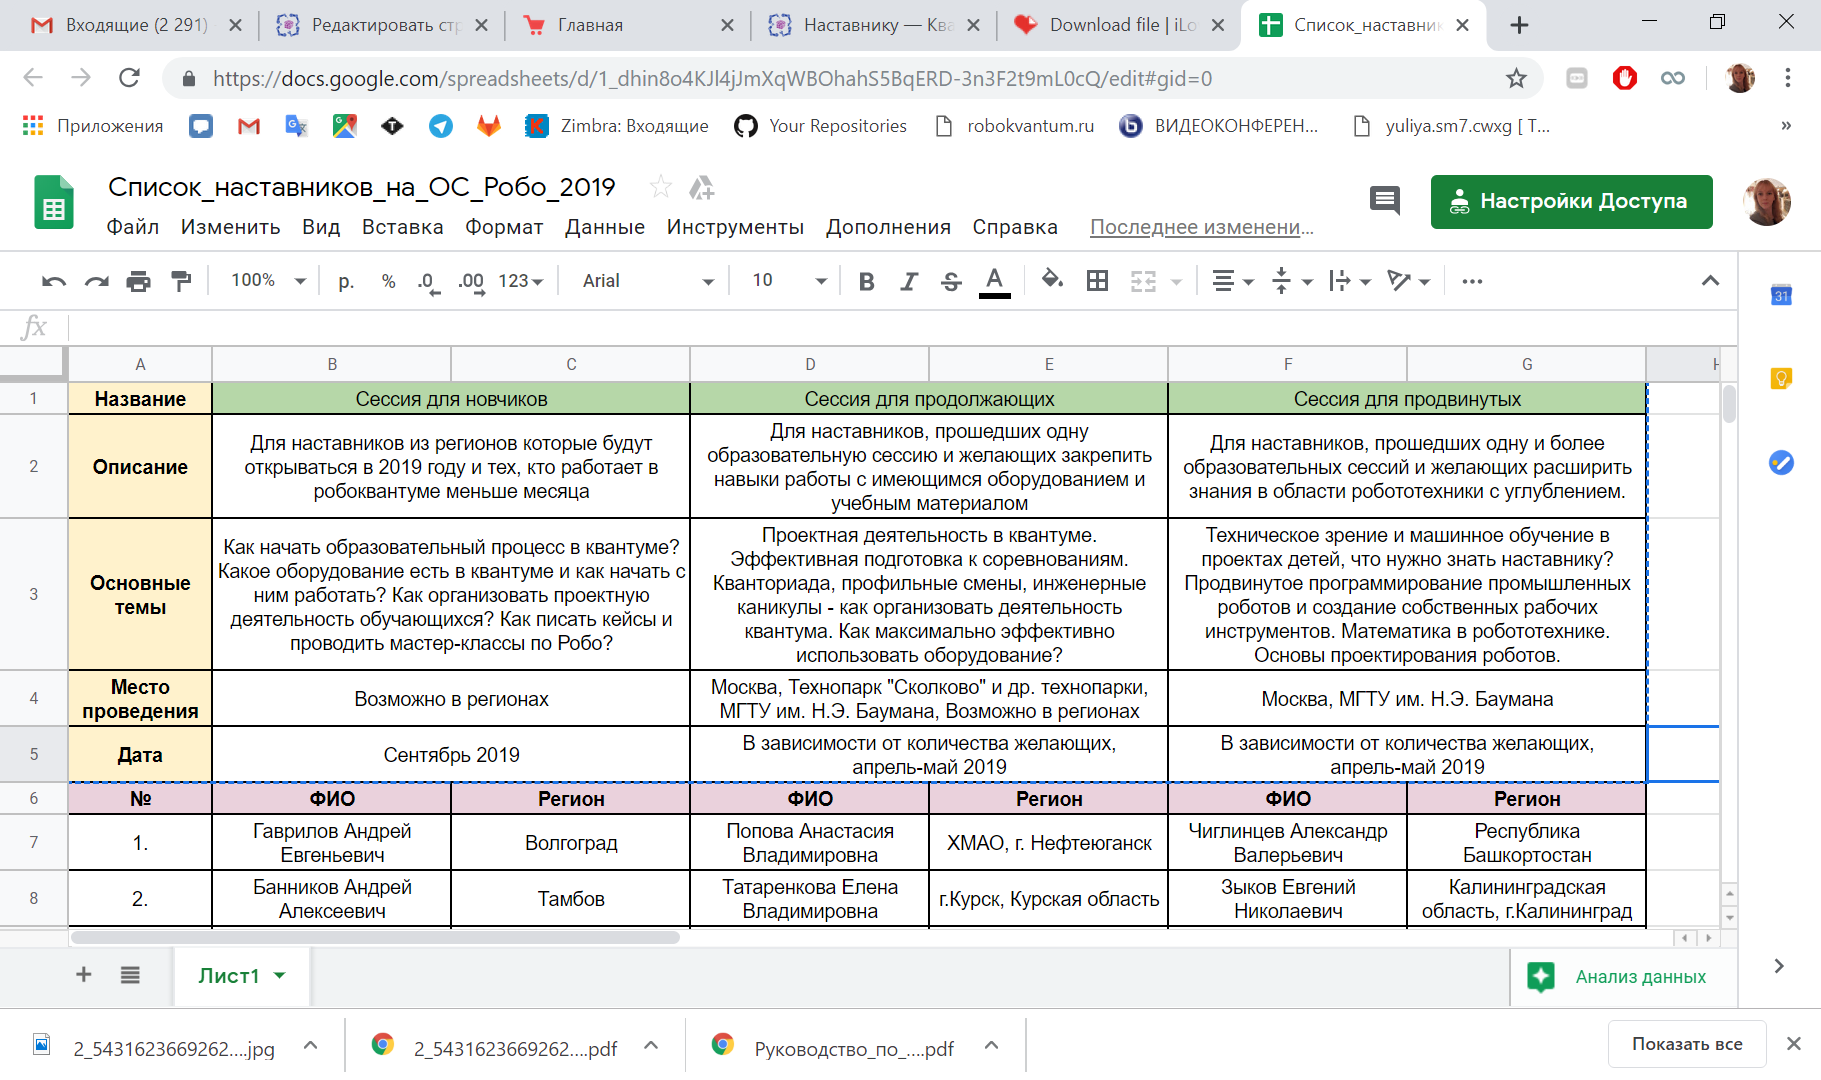 Входящие (2 291)
Редактировать стр
Главная
Наставнику — Ква
Download file | iLo
Список_наставник
https://docs.google.com/spreadsheets/d/1_dhin8o4KJl4jJmXqWBOhahS5BqERD-3n3F2t9mL0cQ/edit#gid=0
Приложения
Zimbra: Входящие
Your Repositories
robokvantum.ru
ВИДЕОКОНФЕРЕН...
yuliya.sm7.cwxg [ T...
»
Список_наставников_на_ОС_Робо_2019
Настройки Доступа
Файл Изменить Вид Вставка Формат Данные Инструменты Дополнения Справка Последнее изменени...
100% р. % .0 .00 123 Arial 10 B I S A ...
31
fx
A B C D E F G H
1 Название Сессия для новчиков Сессия для продолжающих Сессия для продвинутых
2
Описание
Для наставников из регионов которые будут
открываться в 2019 году и тех, кто работает в
робоквантуме меньше месяца
Для наставников, прошедших одну
образовательную сессию и желающих закрепить
навыки работы с имеющимся оборудованием и
учебным материалом
Для наставников, прошедших одну и более
образовательных сессий и желающих расширить
знания в области робототехники с углублением.
3
Основные
темы
Как начать образовательный процесс в квантуме?
Какое оборудование есть в квантуме и как начать с
ним работать? Как организовать проектную
деятельность обучающихся? Как писать кейсы и
проводить мастер-классы по Робо?
Проектная деятельность в квантуме.
Эффективная подготовка к соревнованиям.
Кванториада, профильные смены, инженерные
каникулы - как организовать деятельность
квантума. Как максимально эффективно
использовать оборудование?
Техническое зрение и машинное обучение в
проектах детей, что нужно знать наставнику?
Продвинутое программирование промышленных
роботов и создание собственных рабочих
инструментов. Математика в робототехнике.
Основы проектирования роботов.
4
Место
проведения
Возможно в регионах
Москва, Технопарк "Сколково" и др. технопарки,
МГТУ им. Н.Э. Баумана, Возможно в регионах
Москва, МГТУ им. Н.Э. Баумана
5
Дата
Сентябрь 2019
В зависимости от количества желающих,
апрель-май 2019
В зависимости от количества желающих,
апрель-май 2019
6 № ФИО Регион ФИО Регион ФИО Регион
7
1.
Гаврилов Андрей
Евгеньевич
Волгоград
Попова Анастасия
Владимировна
ХМАО, г. Нефтеюганск
Чиглинцев Александр
Валерьевич
Республика
Башкортостан
8
2.
Банников Андрей
Алексеевич
Тамбов
Татаренкова Елена
Владимировна
г.Курск, Курская область
Зыков Евгений
Николаевич
Калининградская
область, г.Калининград
Лист1
Анализ данных
2_5431623669262....jpg
2_5431623669262....pdf
Руководство_по_....pdf
Показать все